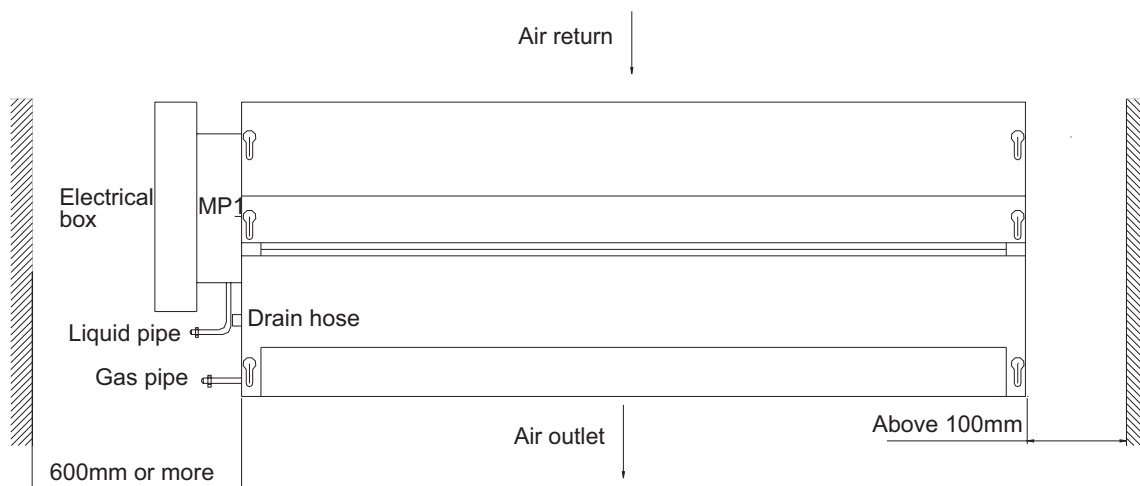 Air return
Electrical
box
MP1
Drain hose
Liquid pipe
Gas pipe
Above 100mm
Air outlet
600mm or more